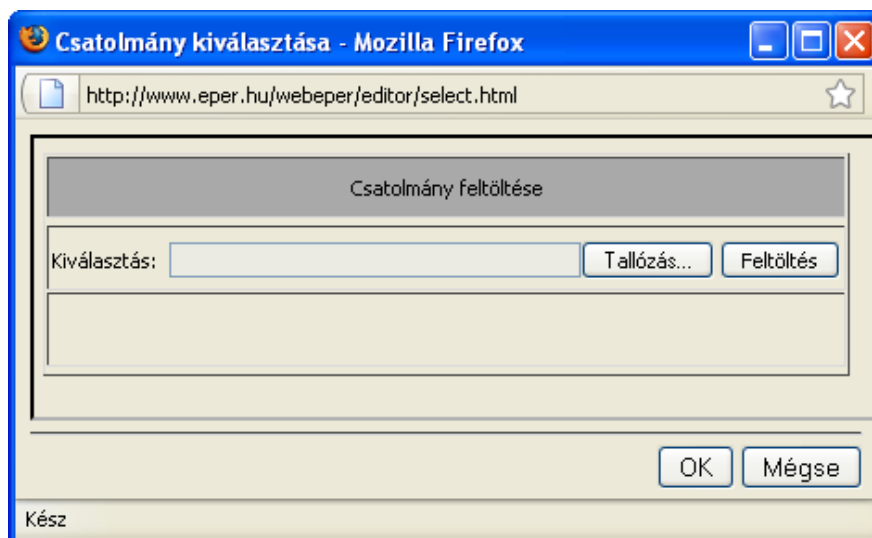 Csatolmány kiválasztása - Mozilla Firefox
http://www.eper.hu/webeper/editor/select.html
Csatolmány feltöltése
Kiválasztás: Tallózás... Feltöltés
OK Mégse
Kész